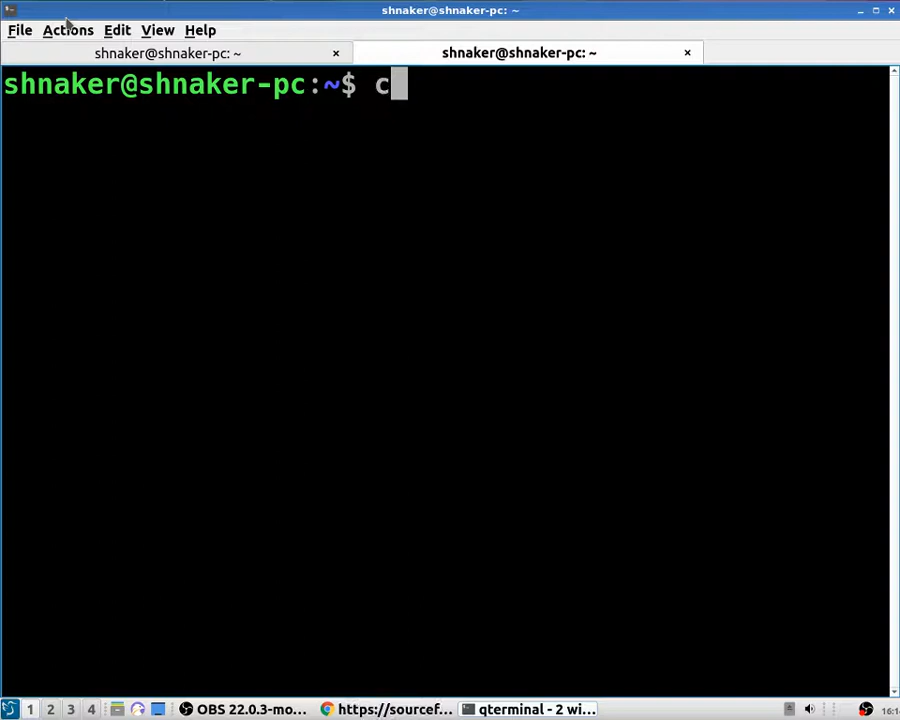 shnaker@shnaker-pc: ~
File Actions Edit View Help
shnaker@shnaker-pc: ~ × shnaker@shnaker-pc: ~ ×
shnaker@shnaker-pc:~$ c
1 2 3 4 OBS 22.0.3-mo... https://sourcef... qterminal - 2 wi...